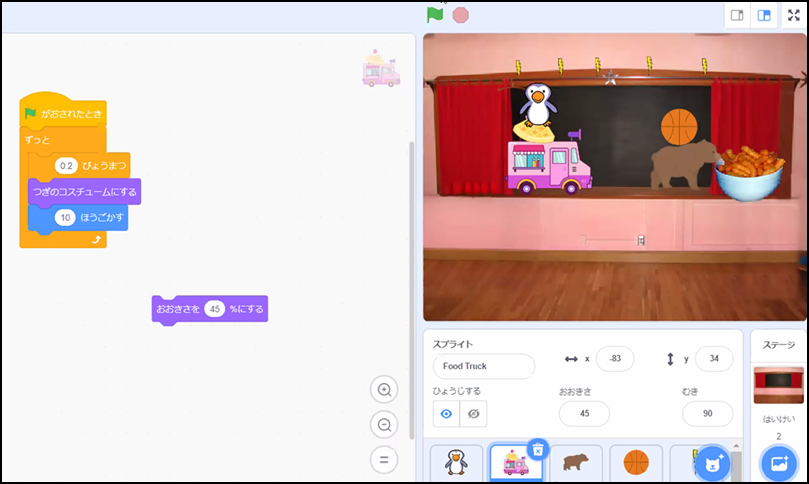 がおされたとき
ずっと
0.2 びょうまつ
つぎのコスチュームにする
10 ほうごかす
おおきさを 45 %にする
スプライト
Food Truck
x -83
y 34
ひょうじする
おおきさ
45
むき
90
ステージ
はいけい
2